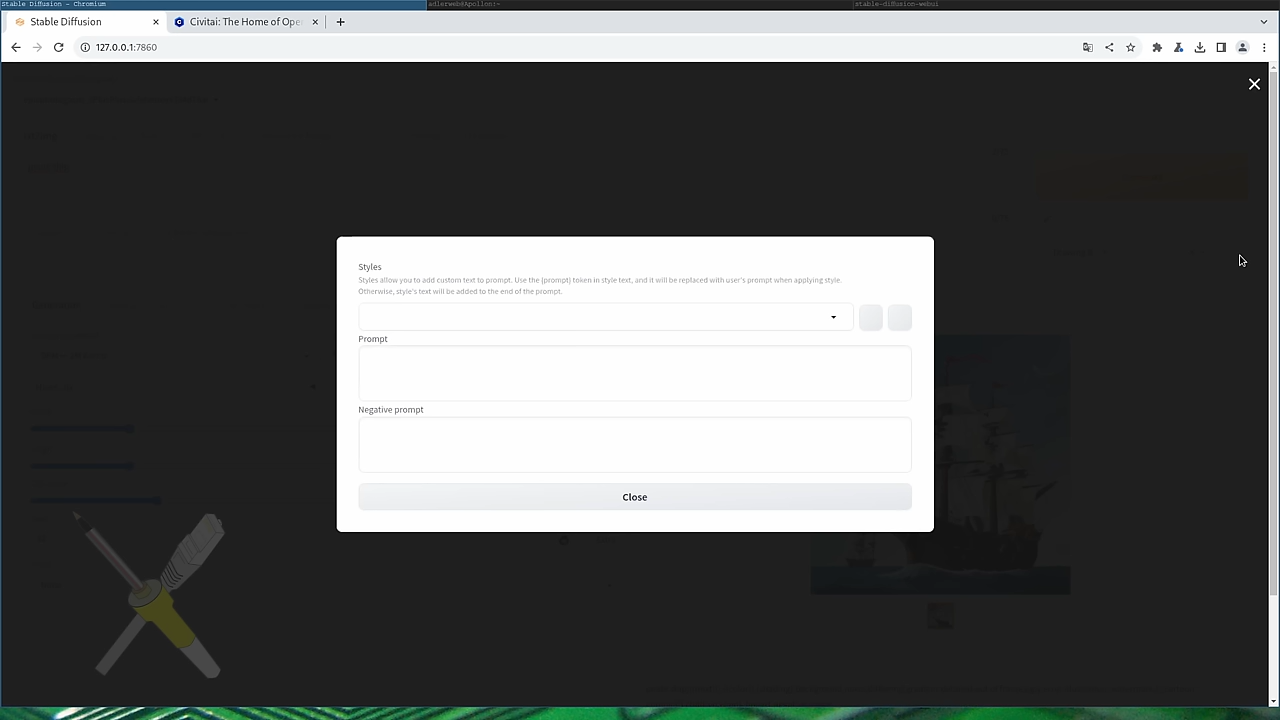 Stable Diffusion - Chromium
adlerweb@Apollon:~
stable-diffusion-webui
Stable Diffusion
Civitai: The Home of Ope
127.0.0.1:7860
Styles
Styles allow you to add custom text to prompt. Use the {prompt} token in style text, and it will be replaced with user's prompt when applying style.
Otherwise, style's text will be added to the end of the prompt.
Prompt
Negative prompt
Close